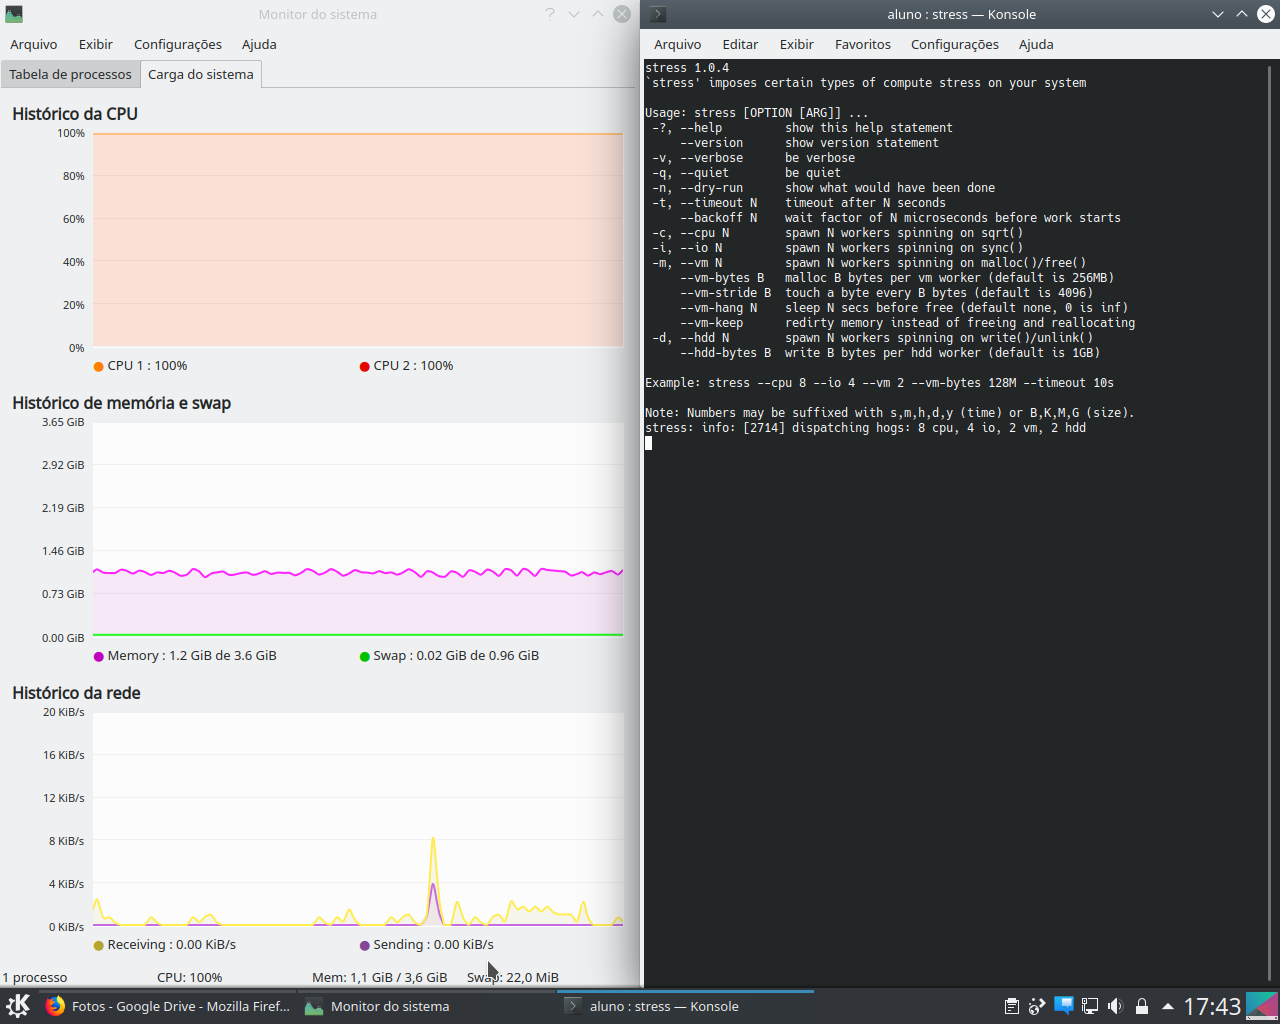 Monitor do sistema
Arquivo Exibir Configurações Ajuda
Tabela de processos Carga do sistema
Histórico da CPU
100%
80%
60%
40%
20%
0%
CPU 1 : 100% CPU 2 : 100%
Histórico de memória e swap
3.65 GiB
2.92 GiB
2.19 GiB
1.46 GiB
0.73 GiB
0.00 GiB
Memory : 1.2 GiB de 3.6 GiB Swap : 0.02 GiB de 0.96 GiB
Histórico da rede
20 KiB/s
16 KiB/s
12 KiB/s
8 KiB/s
4 KiB/s
0 KiB/s
Receiving : 0.00 KiB/s Sending : 0.00 KiB/s
1 processo CPU: 100% Mem: 1,1 GiB / 3,6 GiB Swap: 22,0 MiB
aluno : stress — Konsole
Arquivo Editar Exibir Favoritos Configurações Ajuda
stress 1.0.4
`stress' imposes certain types of compute stress on your system
Usage: stress [OPTION [ARG]] ...
-?, --help show this help statement
--version show version statement
-v, --verbose be verbose
-q, --quiet be quiet
-n, --dry-run show what would have been done
-t, --timeout N timeout after N seconds
--backoff N wait factor of N microseconds before work starts
-c, --cpu N spawn N workers spinning on sqrt()
-i, --io N spawn N workers spinning on sync()
-m, --vm N spawn N workers spinning on malloc()/free()
--vm-bytes B malloc B bytes per vm worker (default is 256MB)
--vm-stride B touch a byte every B bytes (default is 4096)
--vm-hang N sleep N secs before free (default none, 0 is inf)
--vm-keep redirty memory instead of freeing and reallocating
-d, --hdd N spawn N workers spinning on write()/unlink()
--hdd-bytes B write B bytes per hdd worker (default is 1GB)
Example: stress --cpu 8 --io 4 --vm 2 --vm-bytes 128M --timeout 10s
Note: Numbers may be suffixed with s,m,h,d,y (time) or B,K,M,G (size).
stress: info: [2714] dispatching hogs: 8 cpu, 4 io, 2 vm, 2 hdd
Fotos - Google Drive - Mozilla Firef... Monitor do sistema aluno : stress — Konsole 17:43